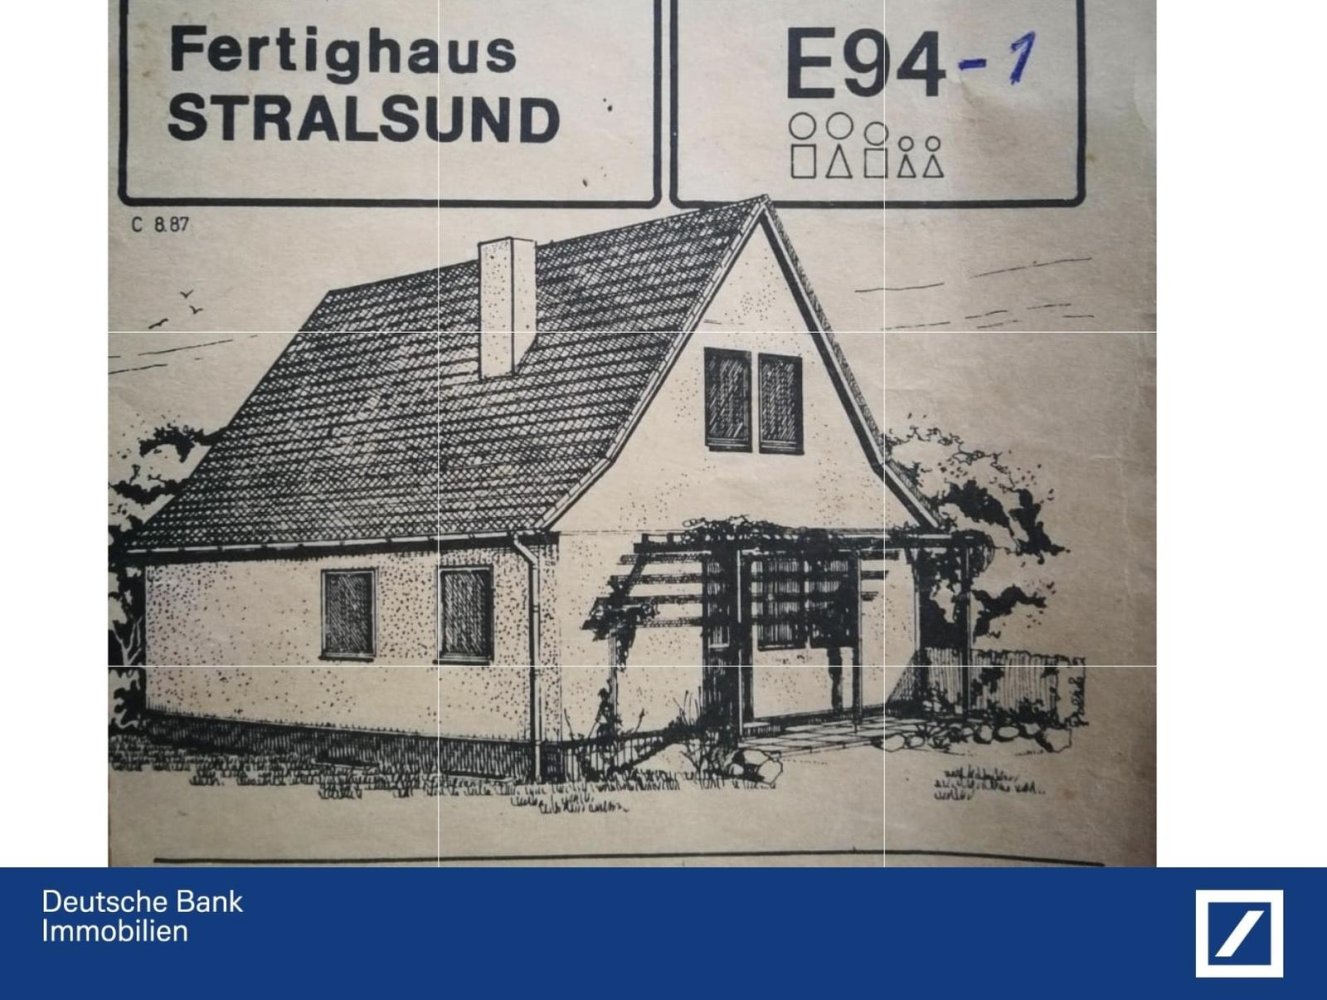 Fertighaus
STRALSUND
E94-1
C 8.87
Deutsche Bank
Immobilien